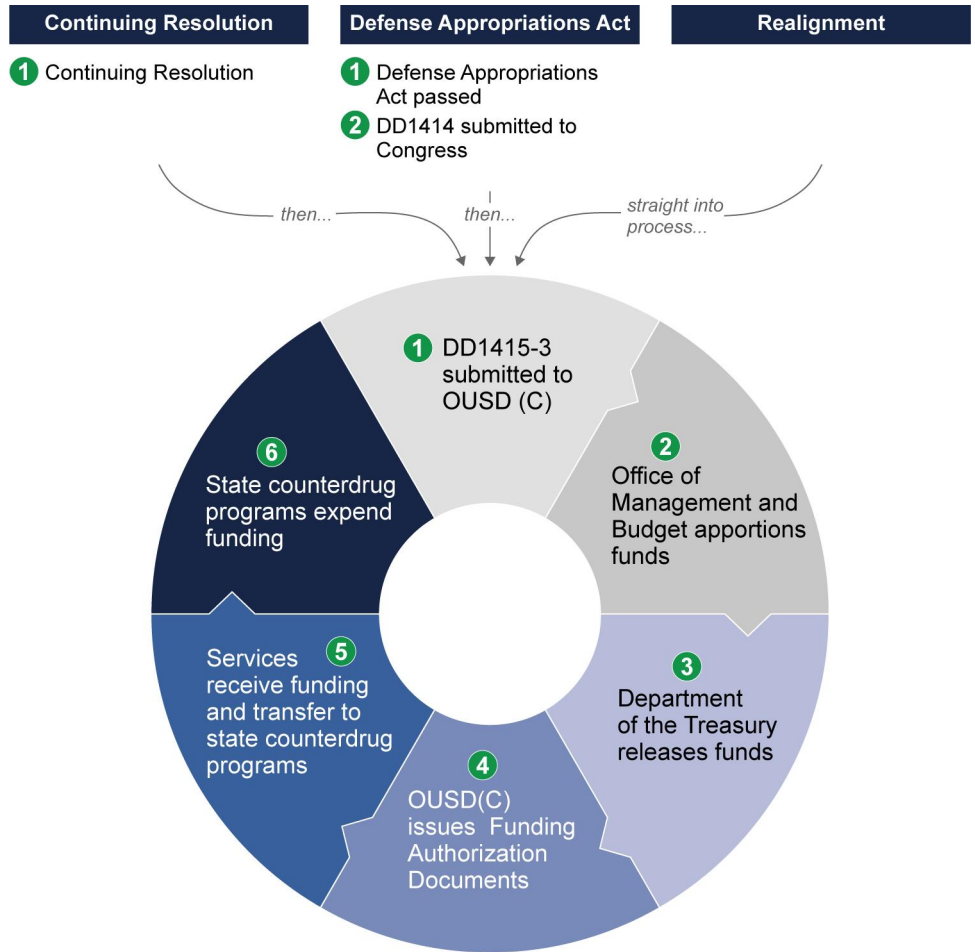 Continuing Resolution
Defense Appropriations Act
Realignment
1 Continuing Resolution
1 Defense Appropriations
Act passed
2 DD1414 submitted to
Congress
then...
then...
straight into
process...
1 DD1415-3
submitted to
OUSD (C)
2
Office of
Management and
Budget apportions
funds
3
Department
of the Treasury
releases funds
4
OUSD(C)
issues Funding
Authorization
Documents
5
Services
receive funding
and transfer to
state counterdrug
programs
6
State counterdrug
programs expend
funding